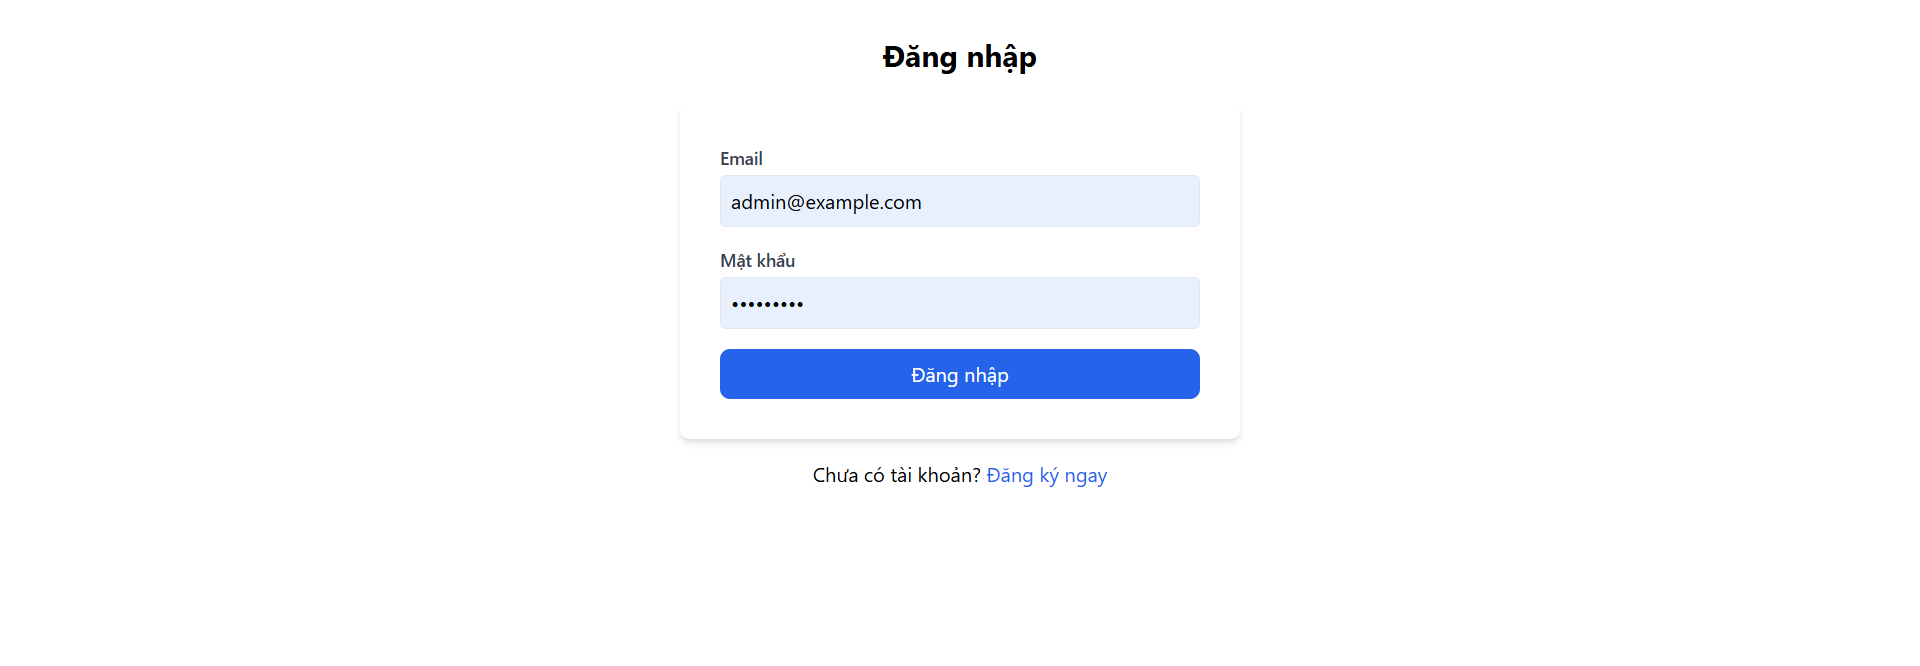 Đăng nhập
Email
admin@example.com
Mật khẩu
•••••••••
Đăng nhập
Chưa có tài khoản? Đăng ký ngay